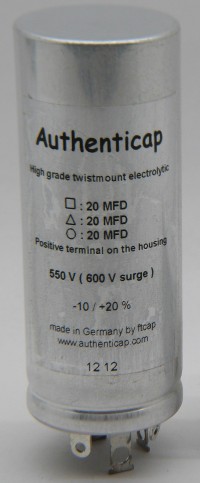 Authenticap
High grade twistmount electrolytic
□ : 20 MFD
△ : 20 MFD
○ : 20 MFD
Positive terminal on the housing
550 V ( 600 V surge )
-10 / +20 %
made in Germany by ftcap
www.authenticap.com
12 12